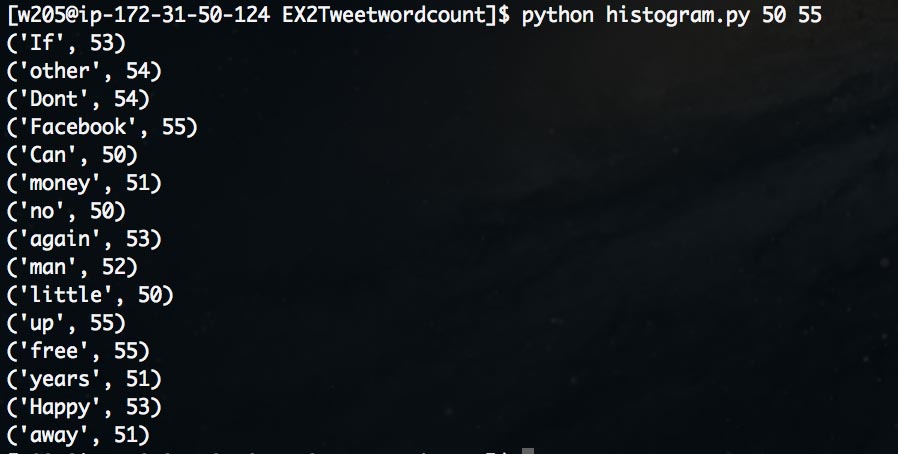 [w205@ip-172-31-50-124 EX2Tweetwordcount]$ python histogram.py 50 55
('If', 53)
('other', 54)
('Dont', 54)
('Facebook', 55)
('Can', 50)
('money', 51)
('no', 50)
('again', 53)
('man', 52)
('little', 50)
('up', 55)
('free', 55)
('years', 51)
('Happy', 53)
('away', 51)